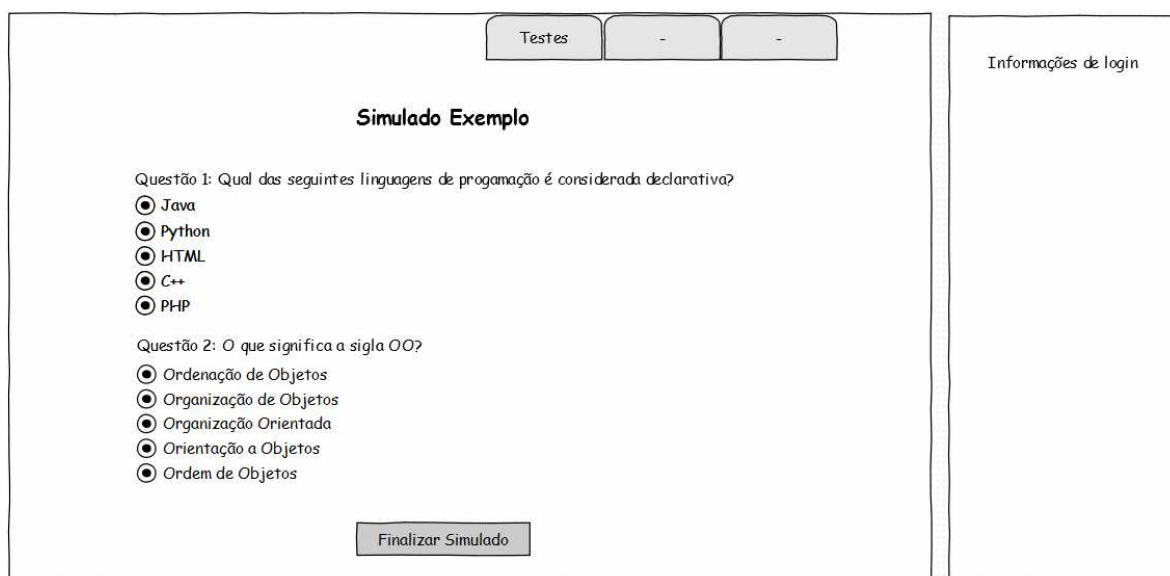 Testes
-
-
Informações de login
Simulado Exemplo
Questão 1: Qual das seguintes linguagens de progamação é considerada declarativa?
Java
Python
HTML
C++
PHP
Questão 2: O que significa a sigla OO?
Ordenação de Objetos
Organização de Objetos
Organização Orientada
Orientação a Objetos
Ordem de Objetos
Finalizar Simulado